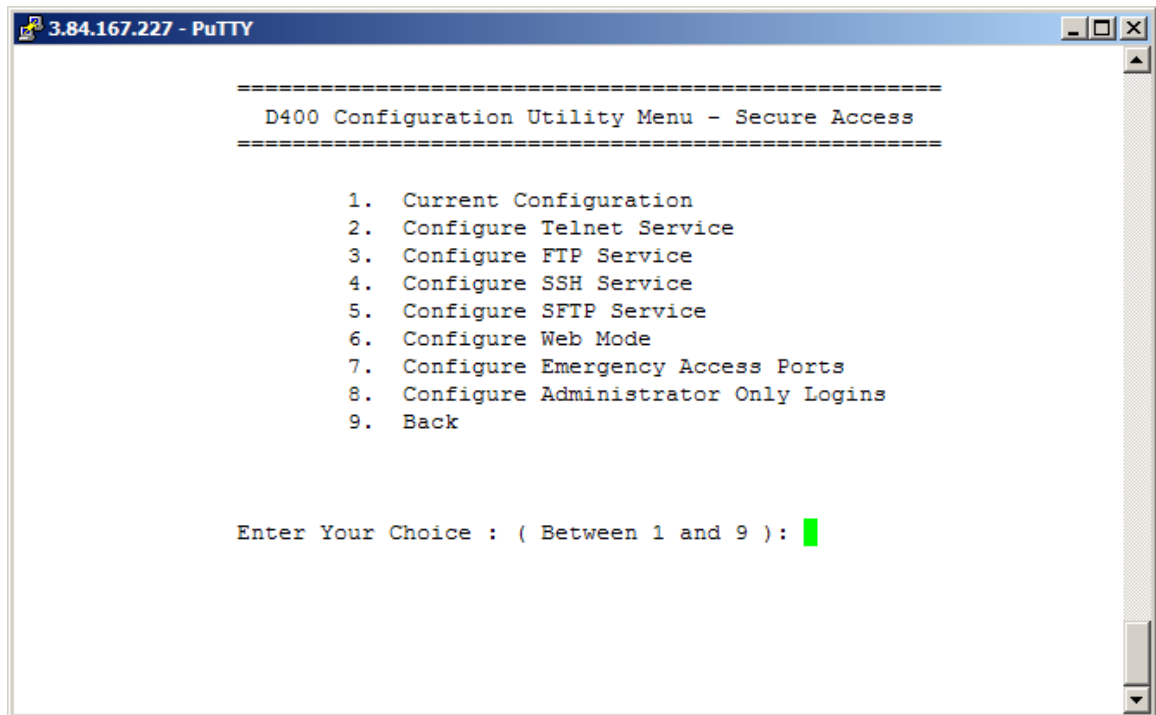 3.84.167.227 - PuTTY
===================================================
D400 Configuration Utility Menu - Secure Access
===================================================
1. Current Configuration
2. Configure Telnet Service
3. Configure FTP Service
4. Configure SSH Service
5. Configure SFTP Service
6. Configure Web Mode
7. Configure Emergency Access Ports
8. Configure Administrator Only Logins
9. Back
Enter Your Choice : ( Between 1 and 9 ):